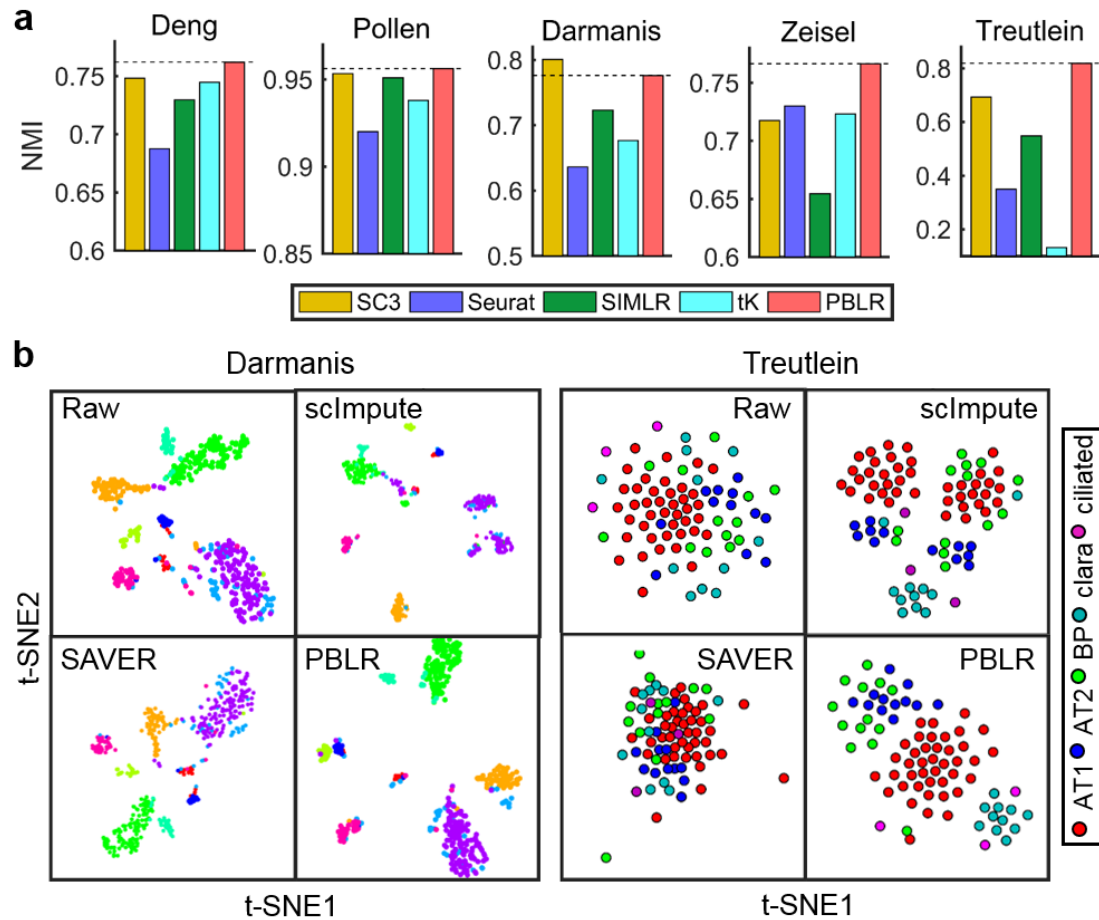 a
Deng
Pollen
Darmanis
Zeisel
Treutlein
NMI
0.75
0.7
0.65
0.6
0.95
0.9
0.85
0.8
0.7
0.6
0.5
0.75
0.7
0.65
0.6
0.8
0.6
0.4
0.2
SC3 Seurat SIMLR tK PBLR
b
Darmanis
Treutlein
Raw
scImpute
SAVER
PBLR
Raw
scImpute
SAVER
PBLR
t-SNE2
t-SNE1
t-SNE1
AT1 AT2 BP clara ciliated